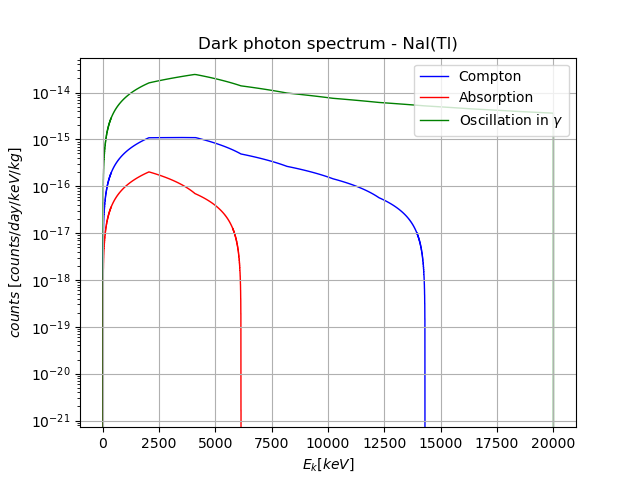 Dark photon spectrum - NaI(Tl)
Compton
Absorption
Oscillation in γ
10⁻¹⁴
10⁻¹⁵
10⁻¹⁶
10⁻¹⁷
10⁻¹⁸
10⁻¹⁹
10⁻²⁰
10⁻²¹
counts [counts/day/keV/kg]
0 2500 5000 7500 10000 12500 15000 17500 20000
E_k[keV]